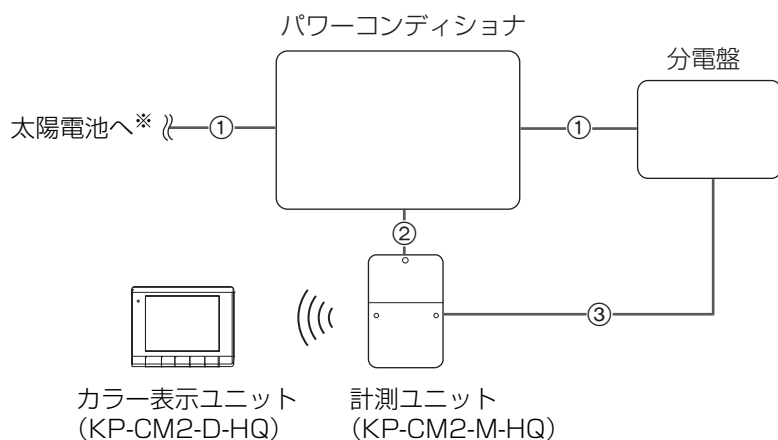 パワーコンディショナ
分電盤
太陽電池へ※
①
①
②
③
カラー表示ユニット
(KP-CM2-D-HQ)
計測ユニット
(KP-CM2-M-HQ)